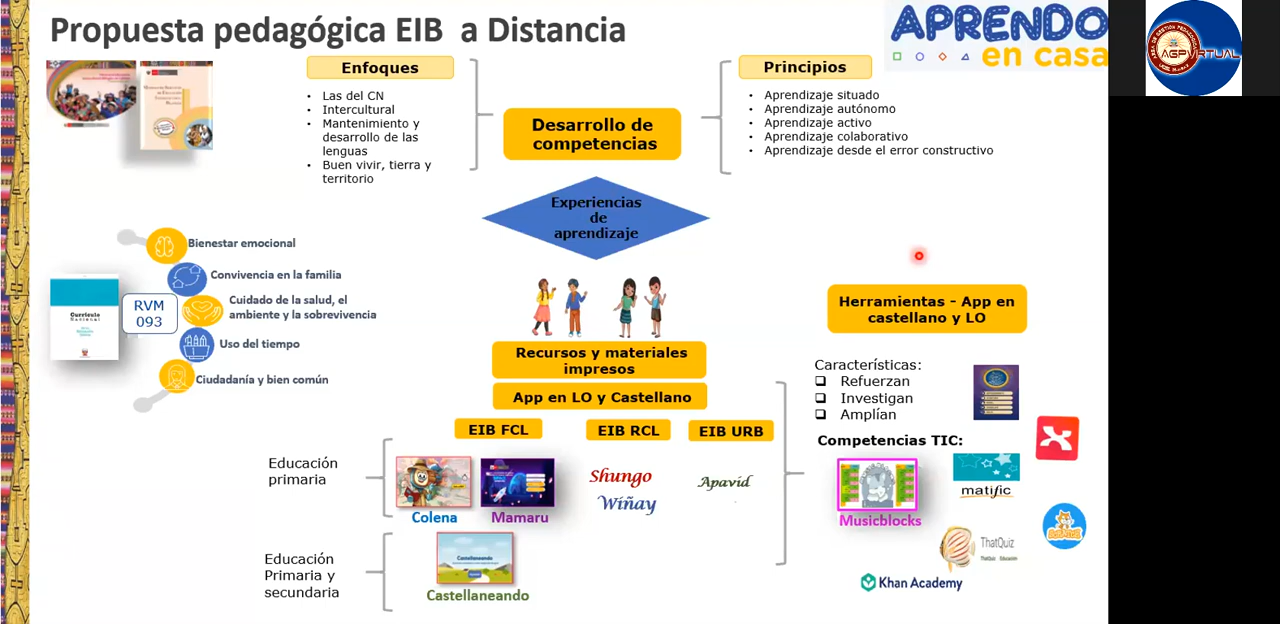 Propuesta pedagógica EIB a Distancia
APRENDO
en casa
Enfoques
• Las del CN
• Intercultural
• Mantenimiento y
desarrollo de las
lenguas
• Buen vivir, tierra y
territorio
Desarrollo de
competencias
Principios
• Aprendizaje situado
• Aprendizaje autónomo
• Aprendizaje activo
• Aprendizaje colaborativo
• Aprendizaje desde el error constructivo
AGPVIRTUAL
Experiencias
de
aprendizaje
Currículo
Nacional
RVM
093
Bienestar emocional
Convivencia en la familia
Cuidado de la salud, el
ambiente y la sobrevivencia
Uso del tiempo
Ciudadanía y bien común
Recursos y materiales
impresos
App en LO y Castellano
EIB FCL
EIB RCL
EIB URB
Educación
primaria
Colena
Mamaru
Shungo
Wiñay
Apavid
Educación
Primaria y
secundaria
Castellaneando
Castellaneando
Herramientas - App en
castellano y LO
Características:
❑ Refuerzan
❑ Investigan
❑ Amplían
Competencias TIC:
Musicblocks
matific
ThatQuiz
Khan Academy